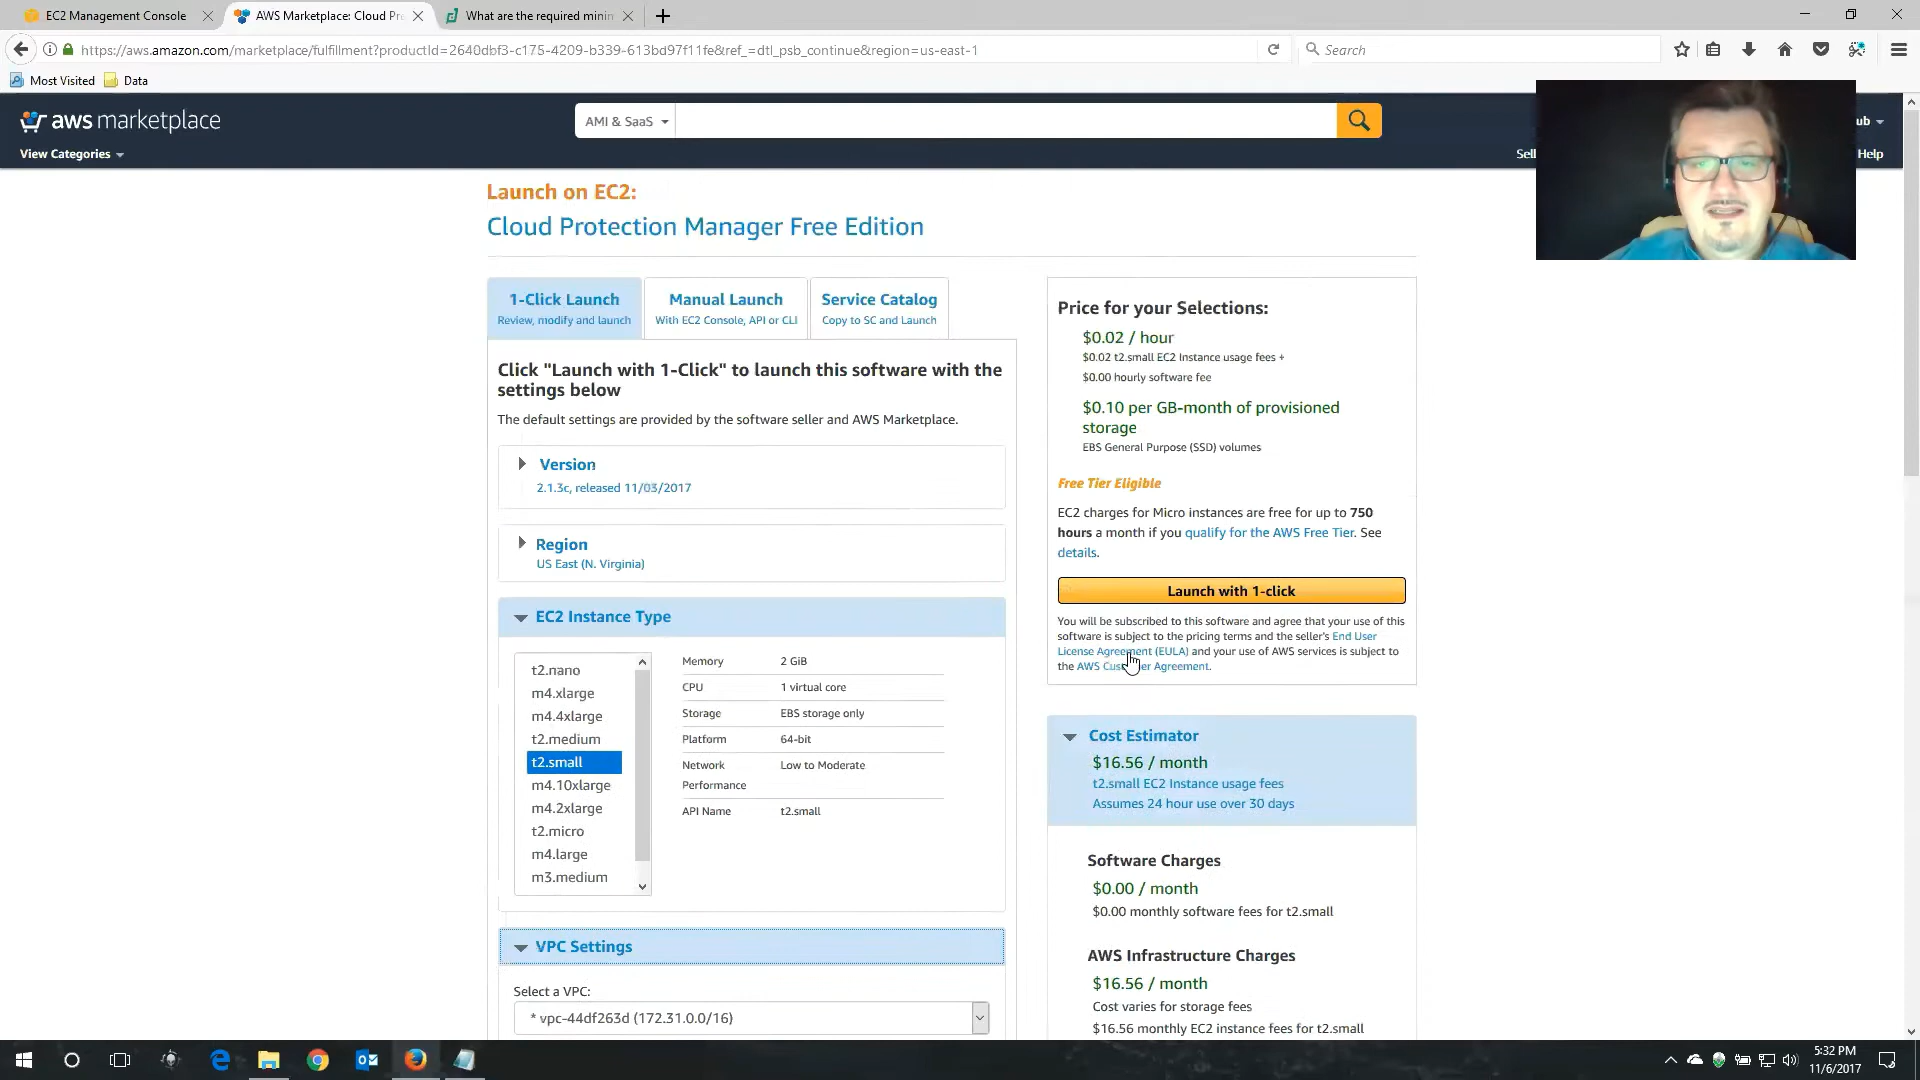 EC2 Management Console
AWS Marketplace: Cloud Pr
What are the required minin
https://aws.amazon.com/marketplace/fulfillment?productId=2640dbf3-c175-4209-b339-613bd97f11fe&ref_=dtl_psb_continue&region=us-east-1
Search
Most Visited
Data
aws marketplace
AMI & SaaS
ub
View Categories
Sell
Help
Launch on EC2:
Cloud Protection Manager Free Edition
1-Click Launch
Review, modify and launch
Manual Launch
With EC2 Console, API or CLI
Service Catalog
Copy to SC and Launch
Click "Launch with 1-Click" to launch this software with the
settings below
The default settings are provided by the software seller and AWS Marketplace.
Version
2.1.3c, released 11/03/2017
Region
US East (N. Virginia)
EC2 Instance Type
t2.nano
m4.xlarge
m4.4xlarge
t2.medium
t2.small
m4.10xlarge
m4.2xlarge
t2.micro
m4.large
m3.medium
Memory 2 GiB
CPU 1 virtual core
Storage EBS storage only
Platform 64-bit
Network Low to Moderate
Performance
API Name t2.small
VPC Settings
Select a VPC:
* vpc-44df263d (172.31.0.0/16)
Price for your Selections:
$0.02 / hour
$0.02 t2.small EC2 Instance usage fees +
$0.00 hourly software fee
$0.10 per GB-month of provisioned
storage
EBS General Purpose (SSD) volumes
Free Tier Eligible
EC2 charges for Micro instances are free for up to 750
hours a month if you qualify for the AWS Free Tier. See
details.
Launch with 1-click
You will be subscribed to this software and agree that your use of this
software is subject to the pricing terms and the seller's End User
License Agreement (EULA) and your use of AWS services is subject to
the AWS Customer Agreement.
Cost Estimator
$16.56 / month
t2.small EC2 Instance usage fees
Assumes 24 hour use over 30 days
Software Charges
$0.00 / month
$0.00 monthly software fees for t2.small
AWS Infrastructure Charges
$16.56 / month
Cost varies for storage fees
$16.56 monthly EC2 instance fees for t2.small
5:32 PM
11/6/2017